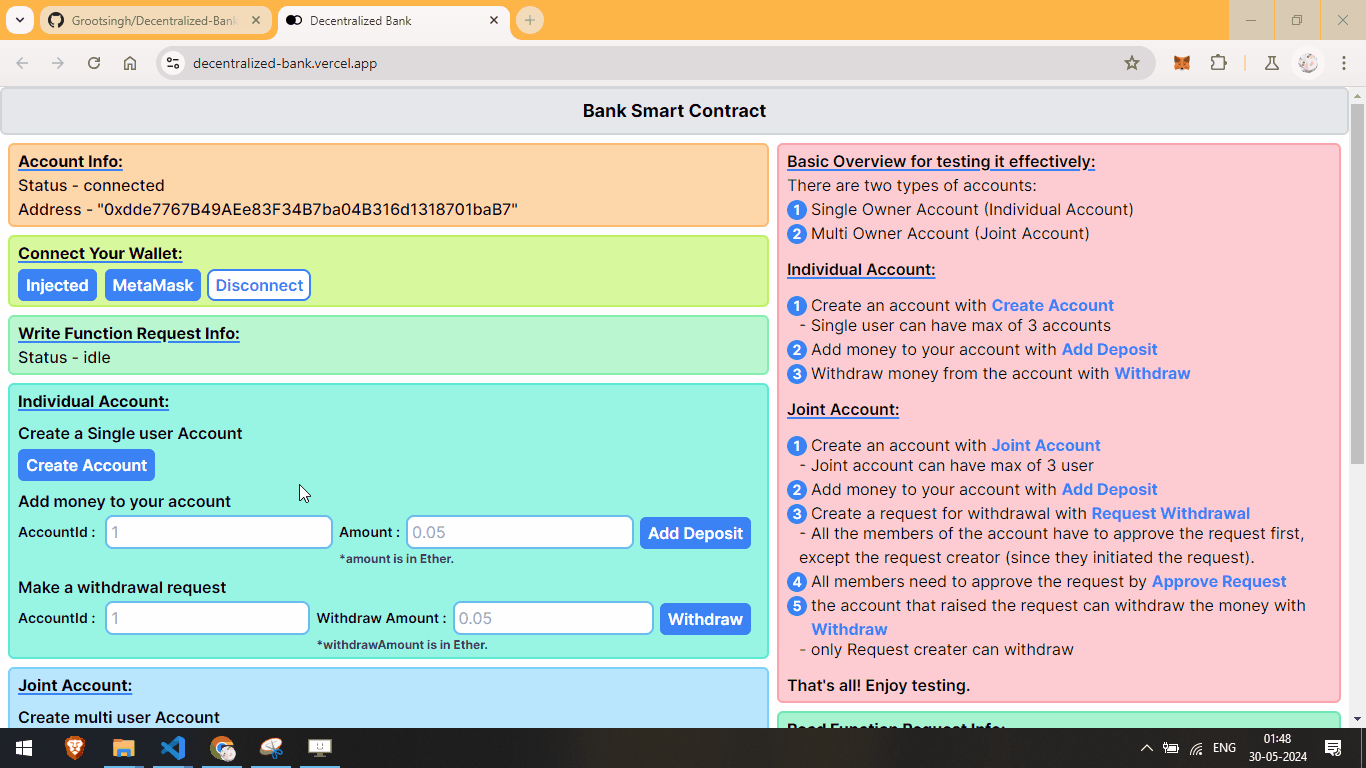 Grootsingh/Decentralized-Bank
Decentralized Bank
decentralized-bank.vercel.app
Bank Smart Contract
Account Info:
Status - connected
Address - "0xdde7767B49AEe83F34B7ba04B316d1318701baB7"
Connect Your Wallet:
Injected
MetaMask
Disconnect
Write Function Request Info:
Status - idle
Individual Account:
Create a Single user Account
Create Account
Add money to your account
AccountId : 1 Amount : 0.05 Add Deposit
*amount is in Ether.
Make a withdrawal request
AccountId : 1 Withdraw Amount : 0.05 Withdraw
*withdrawAmount is in Ether.
Joint Account:
Create multi user Account
Basic Overview for testing it effectively:
There are two types of accounts:
1 Single Owner Account (Individual Account)
2 Multi Owner Account (Joint Account)
Individual Account:
1 Create an account with Create Account
- Single user can have max of 3 accounts
2 Add money to your account with Add Deposit
3 Withdraw money from the account with Withdraw
Joint Account:
1 Create an account with Joint Account
- Joint account can have max of 3 user
2 Add money to your account with Add Deposit
3 Create a request for withdrawal with Request Withdrawal
- All the members of the account have to approve the request first,
except the request creator (since they initiated the request).
4 All members need to approve the request by Approve Request
5 the account that raised the request can withdraw the money with
Withdraw
- only Request creater can withdraw
That's all! Enjoy testing.
Read Function Request Info:
ENG
01:48
30-05-2024